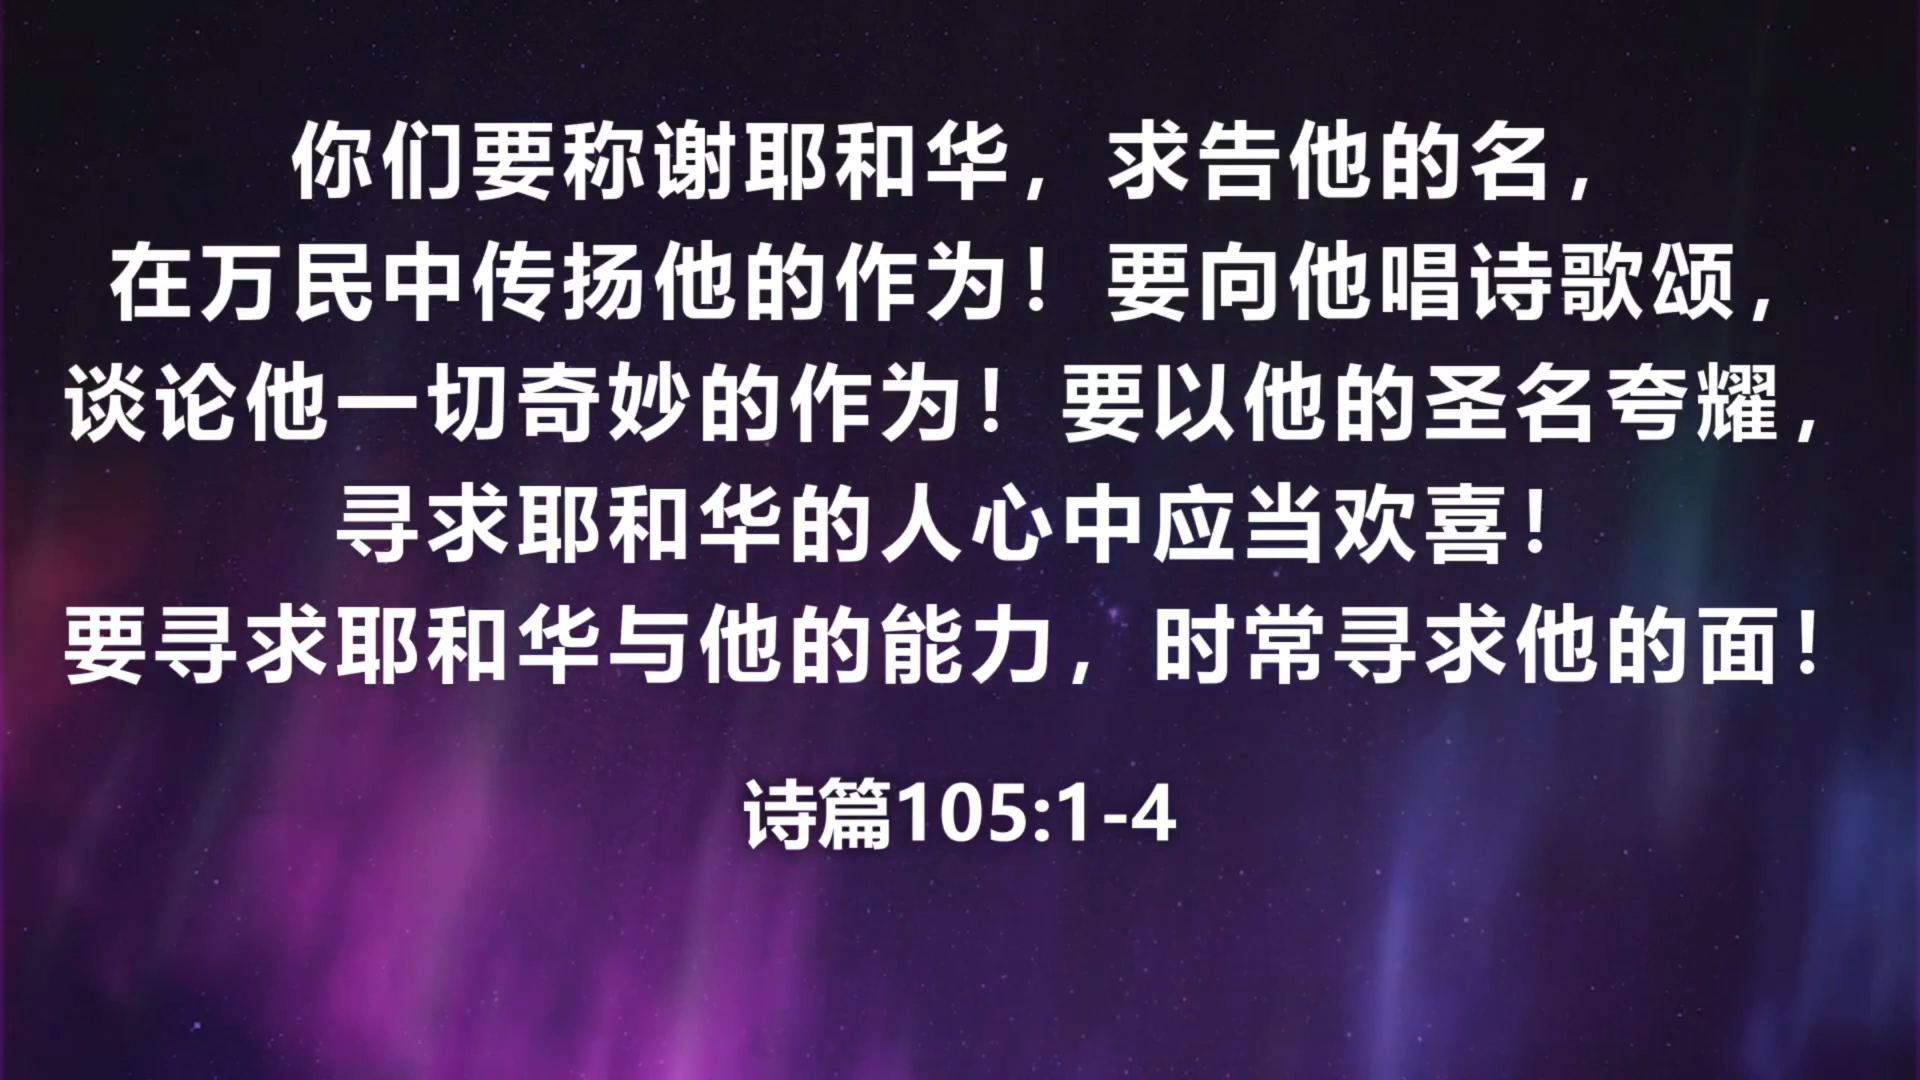 你们要称谢耶和华，求告他的名，
在万民中传扬他的作为！要向他唱诗歌颂，
谈论他一切奇妙的作为！要以他的圣名夸耀，
寻求耶和华的人心中应当欢喜！
要寻求耶和华与他的能力，时常寻求他的面！
诗篇105:1-4